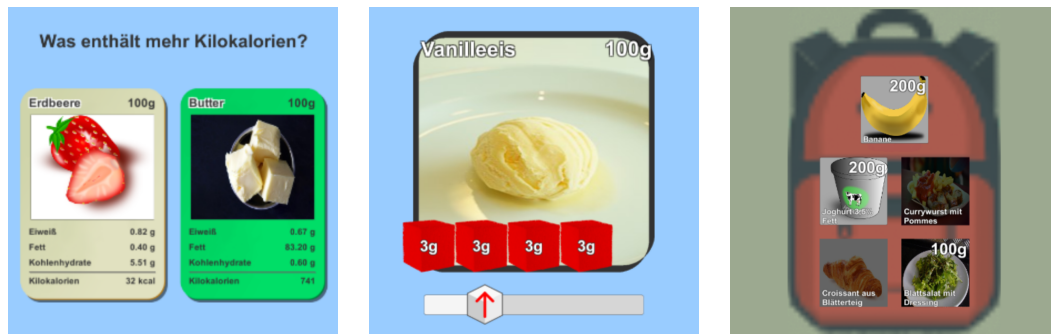 Was enthält mehr Kilokalorien?
Erdbeere 100g
Eiweiß 0.82 g
Fett 0.40 g
Kohlenhydrate 5.51 g
Kilokalorien 32 kcal
Butter 100g
Eiweiß 0.67 g
Fett 83.20 g
Kohlenhydrate 0.60 g
Kilokalorien 741
Vanilleeis 100g
3g 3g 3g 3g
200g
Banane
200g
Joghurt 3,5%
Fett
Currywurst mit
Pommes
Croissant aus
Blätterteig
100g
Blattsalat mit
Dressing